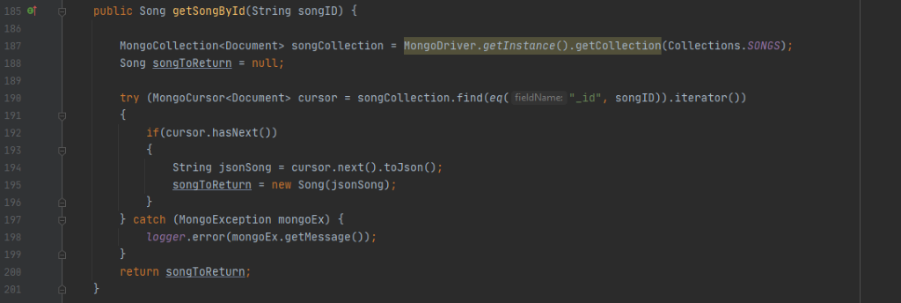 185 public Song getSongById(String songID) {
186
187 MongoCollection<Document> songCollection = MongoDriver.getInstance().getCollection(Collections.SONGS);
188 Song songToReturn = null;
189
190 try (MongoCursor<Document> cursor = songCollection.find(eq( fieldName: "_id", songID)).iterator())
191 {
192 if(cursor.hasNext())
193 {
194 String jsonSong = cursor.next().toJson();
195 songToReturn = new Song(jsonSong);
196 }
197 } catch (MongoException mongoEx) {
198 logger.error(mongoEx.getMessage());
199 }
200 return songToReturn;
201 }